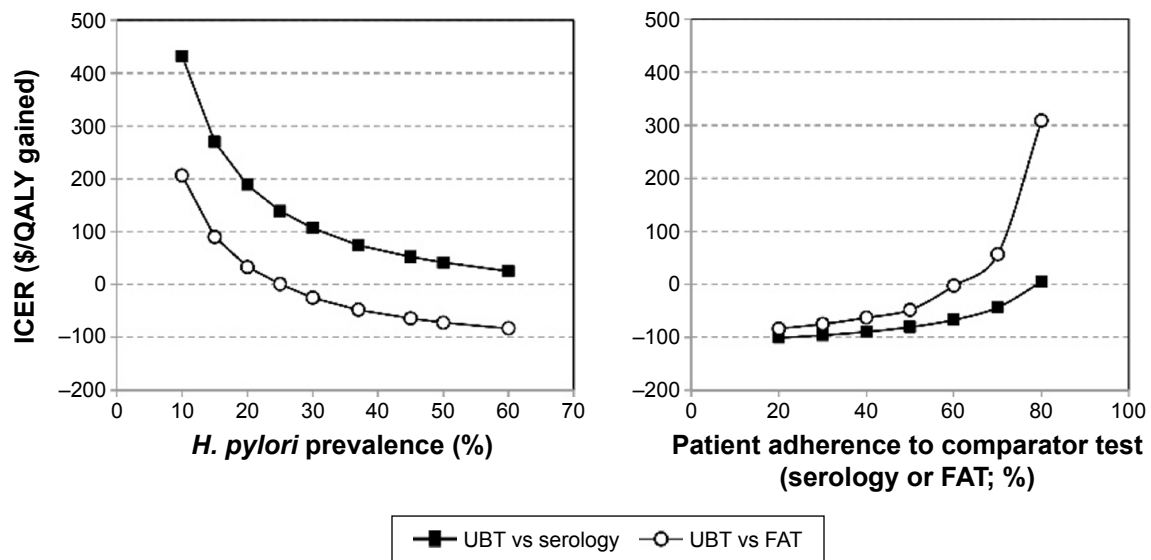 ICER ($/QALY gained)
500
400
300
200
100
0
–100
–200
0 10 20 30 40 50 60 70
H. pylori prevalence (%)
500
400
300
200
100
0
–100
–200
0 20 40 60 80 100
Patient adherence to comparator test
(serology or FAT; %)
UBT vs serology UBT vs FAT